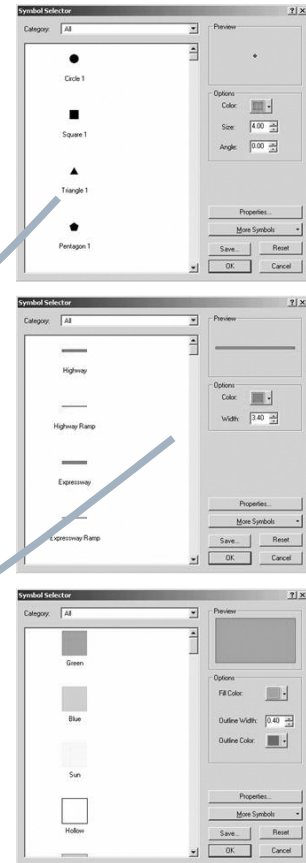 Symbol Selector
Category: All
Circle 1
Square 1
Triangle 1
Pentagon 1
Preview
Options
Color:
Size: 4.00
Angle: 0.00
Properties...
More Symbols
Save... Reset
OK Cancel
Symbol Selector
Category: All
Highway
Highway Ramp
Expressway
Expressway Ramp
Preview
Options
Color:
Width: 3.40
Properties...
More Symbols
Save... Reset
OK Cancel
Symbol Selector
Category: All
Green
Blue
Sun
Hollow
Preview
Options
Fill Color:
Outline Width: 0.40
Outline Color:
Properties...
More Symbols
Save... Reset
OK Cancel